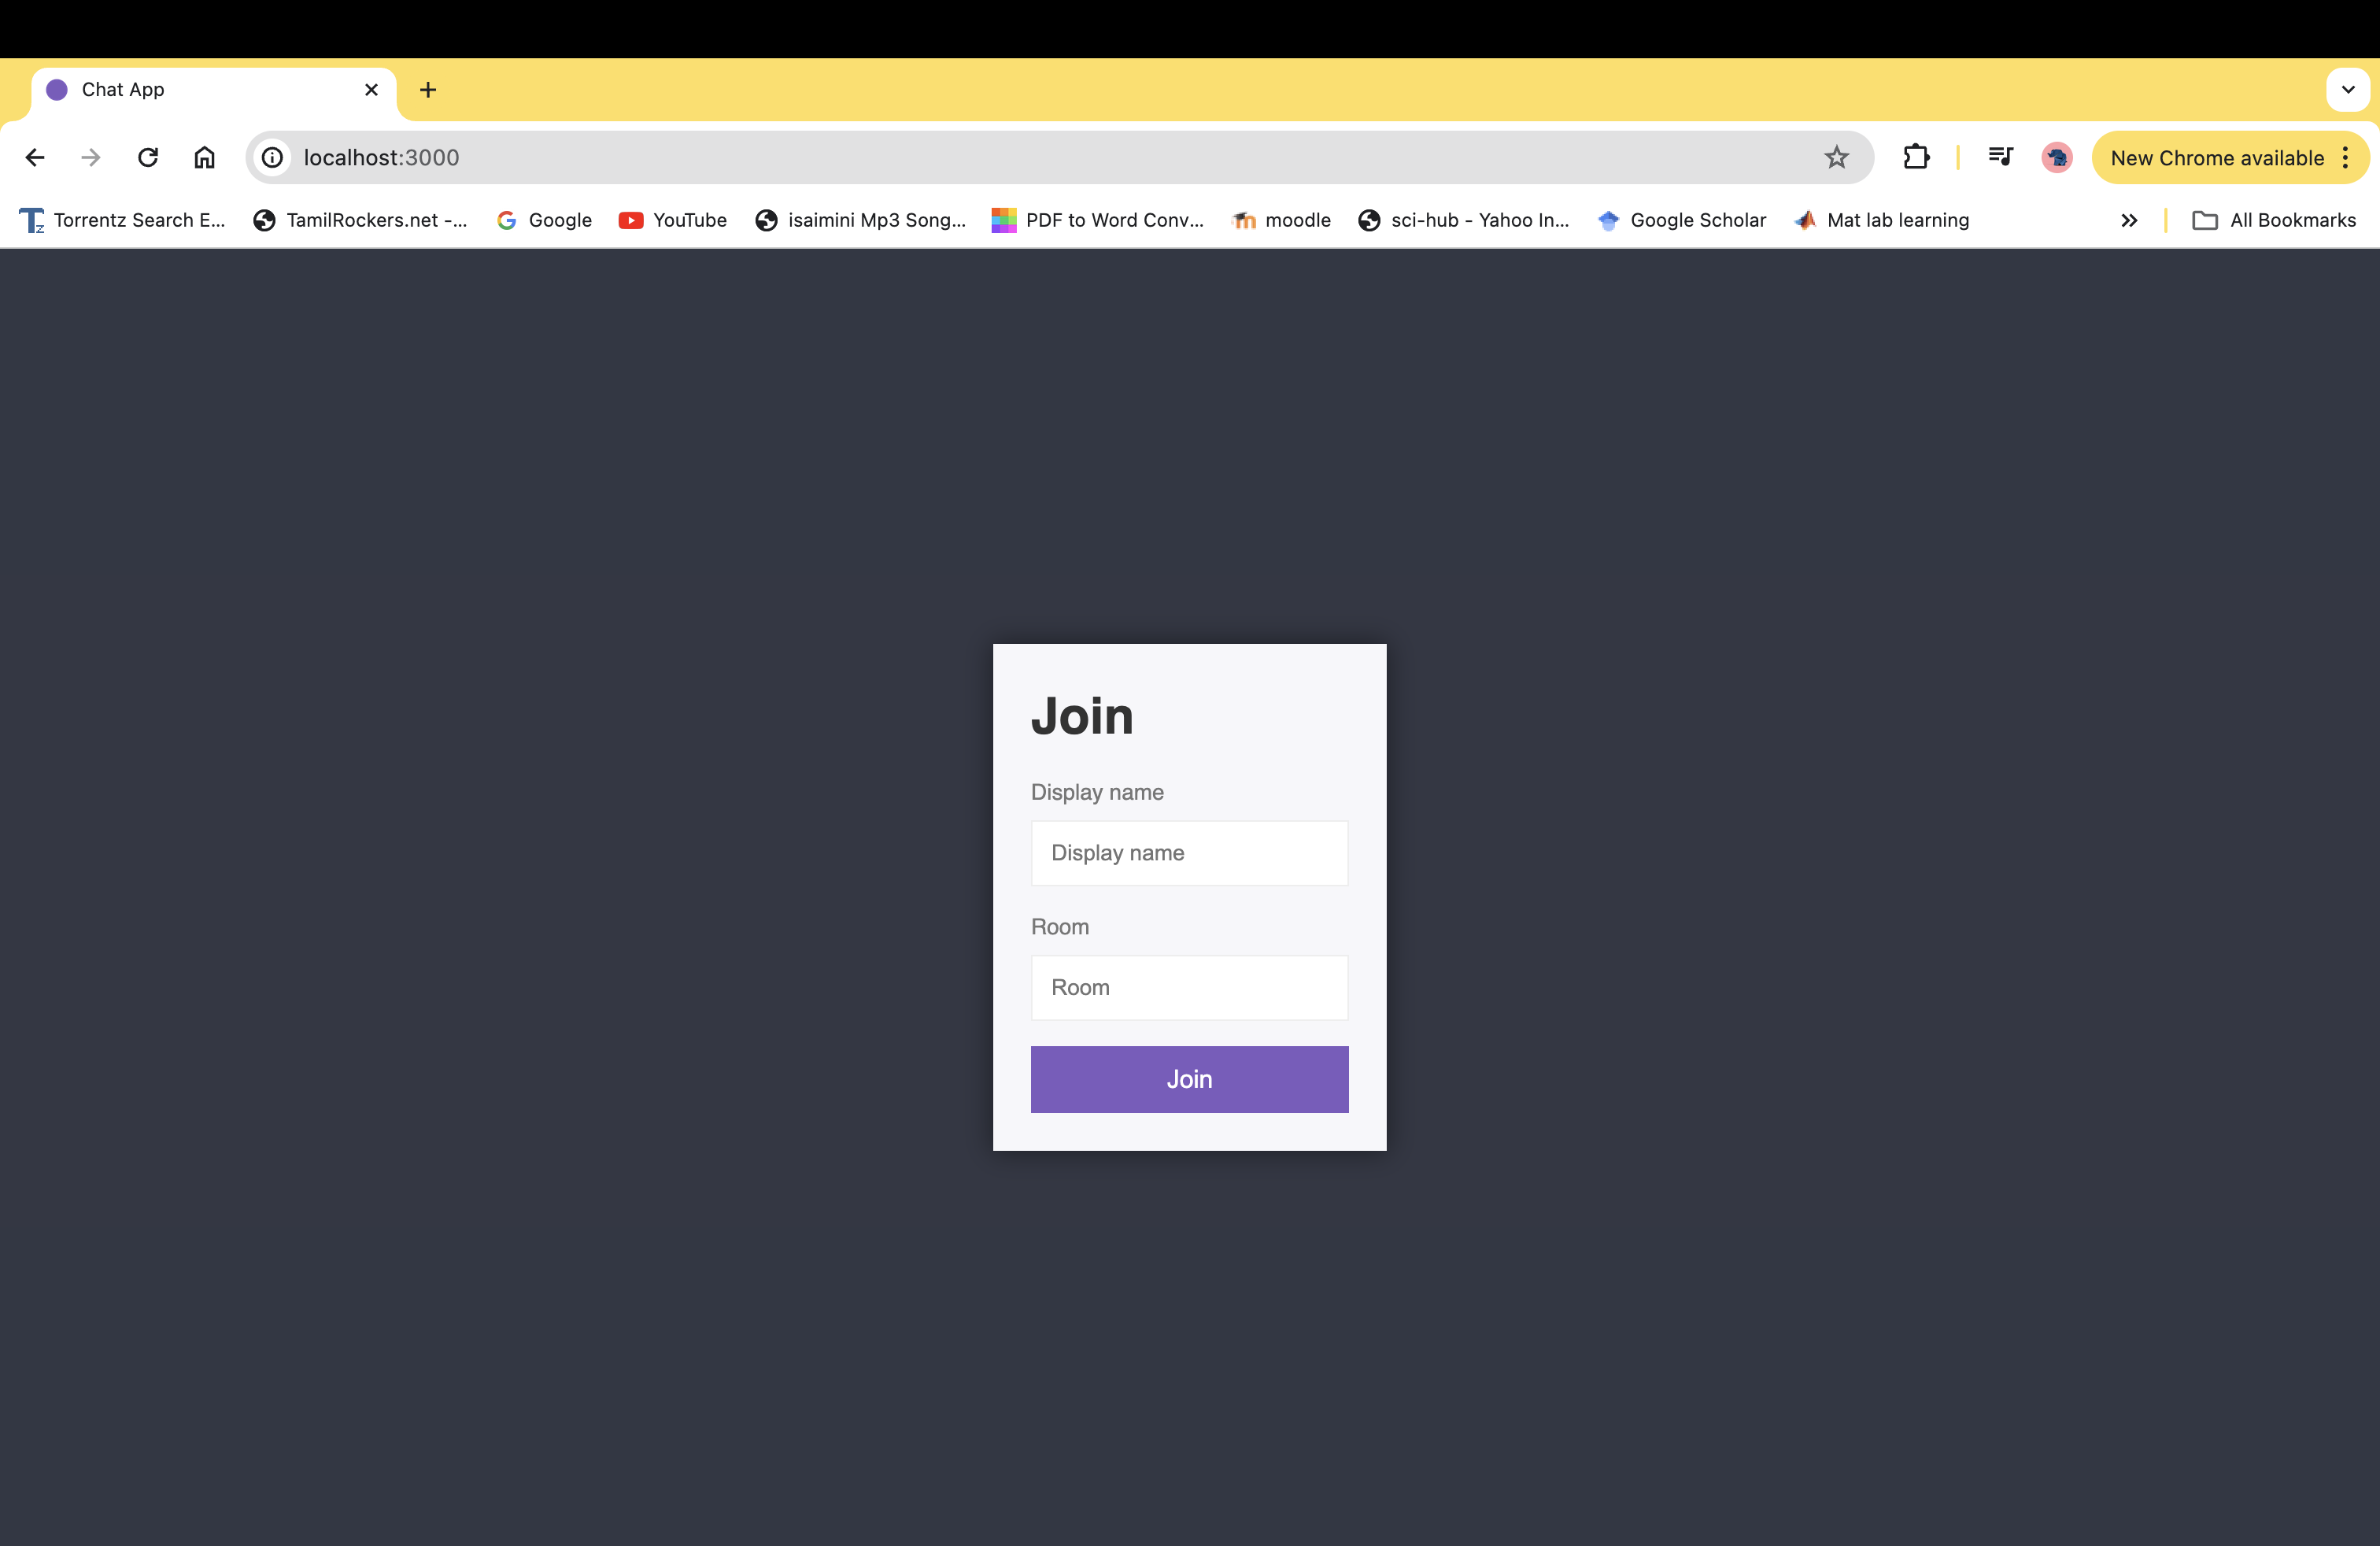 Chat App
localhost:3000
New Chrome available
Torrentz Search E... TamilRockers.net -... Google YouTube isaimini Mp3 Song... PDF to Word Conv... moodle sci-hub - Yahoo In... Google Scholar Mat lab learning All Bookmarks
Join
Display name
Display name
Room
Room
Join